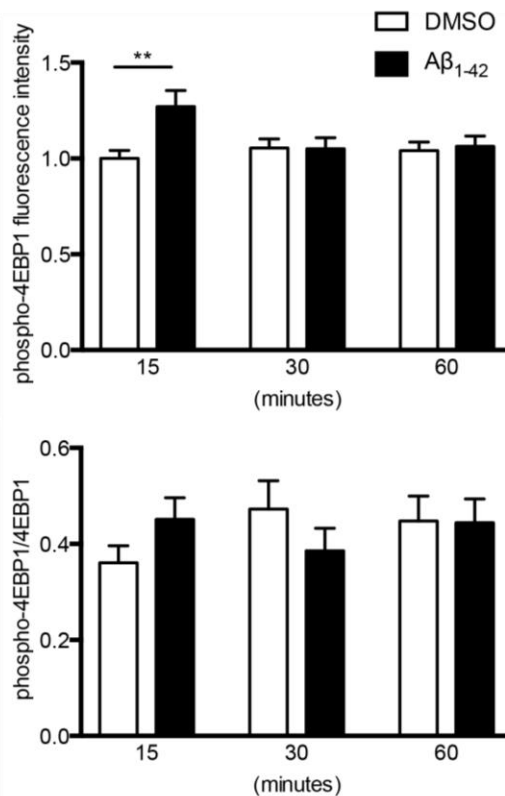 DMSO
Aβ1-42
phospho-4EBP1 fluorescence intensity
1.5
1.0
0.5
0.0
**
15 30 60
(minutes)
phospho-4EBP1/4EBP1
0.6
0.4
0.2
0.0
15 30 60
(minutes)